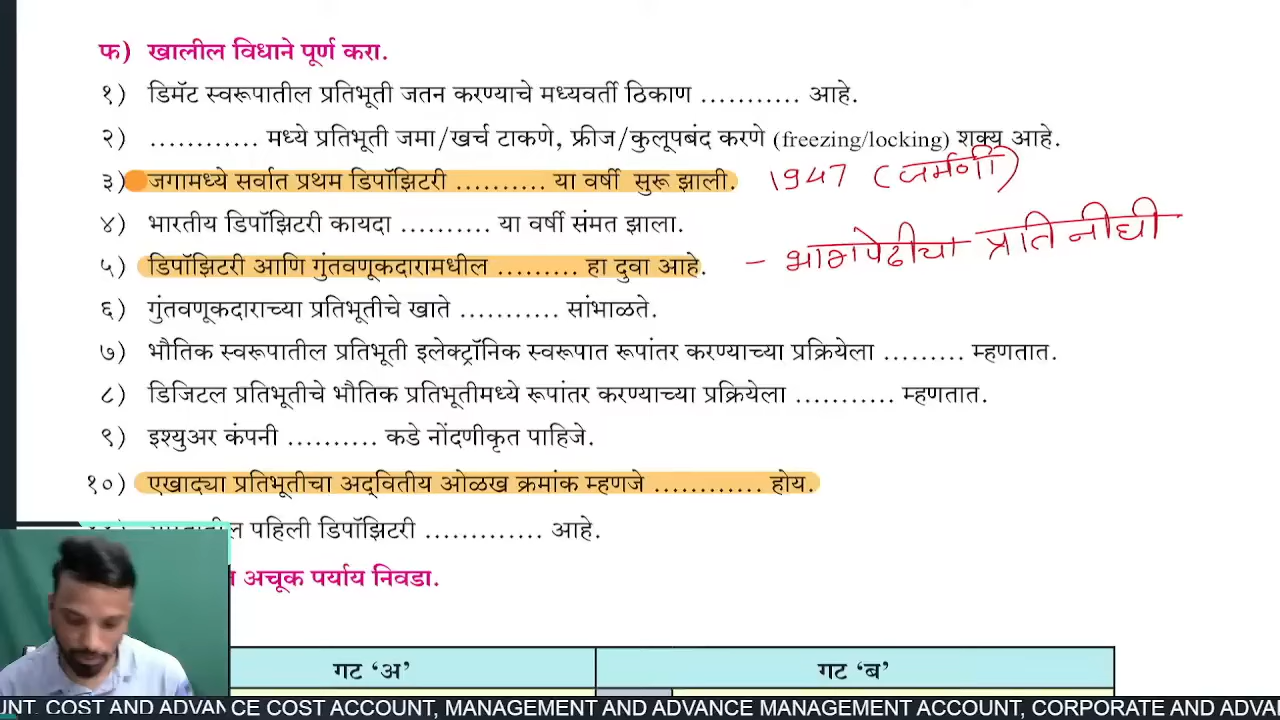 फ) खालील विधाने पूर्ण करा.
१) डिमॅट स्वरूपातील प्रतिभूती जतन करण्याचे मध्यवर्ती ठिकाण ........... आहे.
२) ............ मध्ये प्रतिभूती जमा/खर्च टाकणे, फ्रीज/कुलूपबंद करणे (freezing/locking) शक्य आहे.
३) जगामध्ये सर्वात प्रथम डिपॉझिटरी .......... या वर्षी सुरू झाली. 1947 (जर्मनी)
४) भारतीय डिपॉझिटरी कायदा .......... या वर्षी संमत झाला.
५) डिपॉझिटरी आणि गुंतवणूकदारामधील ......... हा दुवा आहे. - भागपेढीचा प्रतिनीधी
६) गुंतवणूकदाराच्या प्रतिभूतीचे खाते ........... सांभाळते.
७) भौतिक स्वरूपातील प्रतिभूती इलेक्ट्रॉनिक स्वरूपात रूपांतर करण्याच्या प्रक्रियेला ......... म्हणतात.
८) डिजिटल प्रतिभूतीचे भौतिक प्रतिभूतीमध्ये रूपांतर करण्याच्या प्रक्रियेला ........... म्हणतात.
९) इश्युअर कंपनी .......... कडे नोंदणीकृत पाहिजे.
१०) एखाद्या प्रतिभूतीचा अद्वितीय ओळख क्रमांक म्हणजे ............ होय.
पहिली डिपॉझिटरी ............. आहे.
अचूक पर्याय निवडा.
गट ‘अ’ गट ‘ब’
COST AND ADVANCE COST ACCOUNT, MANAGEMENT AND ADVANCE MANAGEMENT ACCOUNT, CORPORATE AND